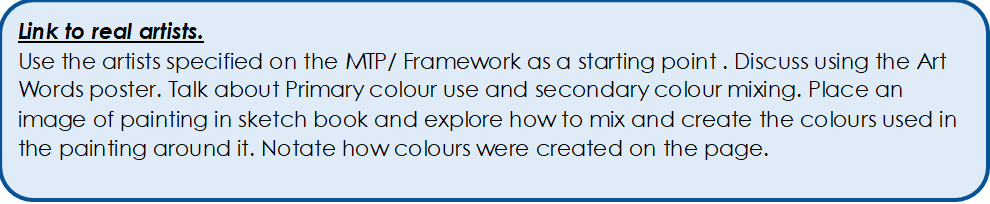 Link to real artists.
Use the artists specified on the MTP/ Framework as a starting point . Discuss using the Art
Words poster. Talk about Primary colour use and secondary colour mixing. Place an
image of painting in sketch book and explore how to mix and create the colours used in
the painting around it. Notate how colours were created on the page.